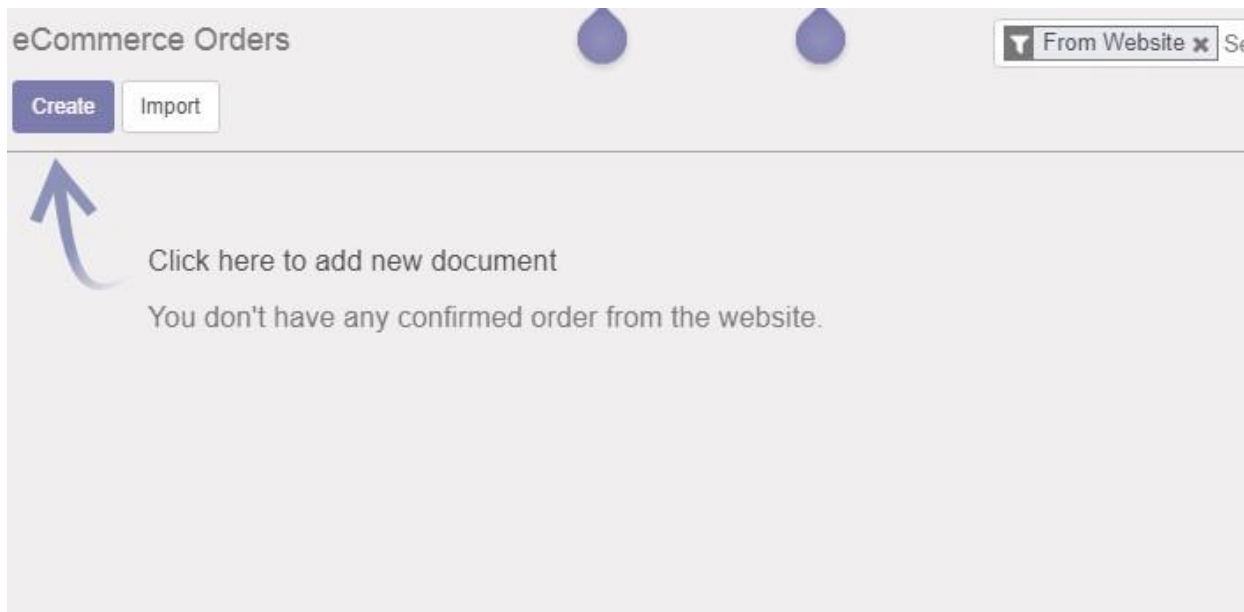 eCommerce Orders
From Website
Create
Import
Click here to add new document
You don't have any confirmed order from the website.